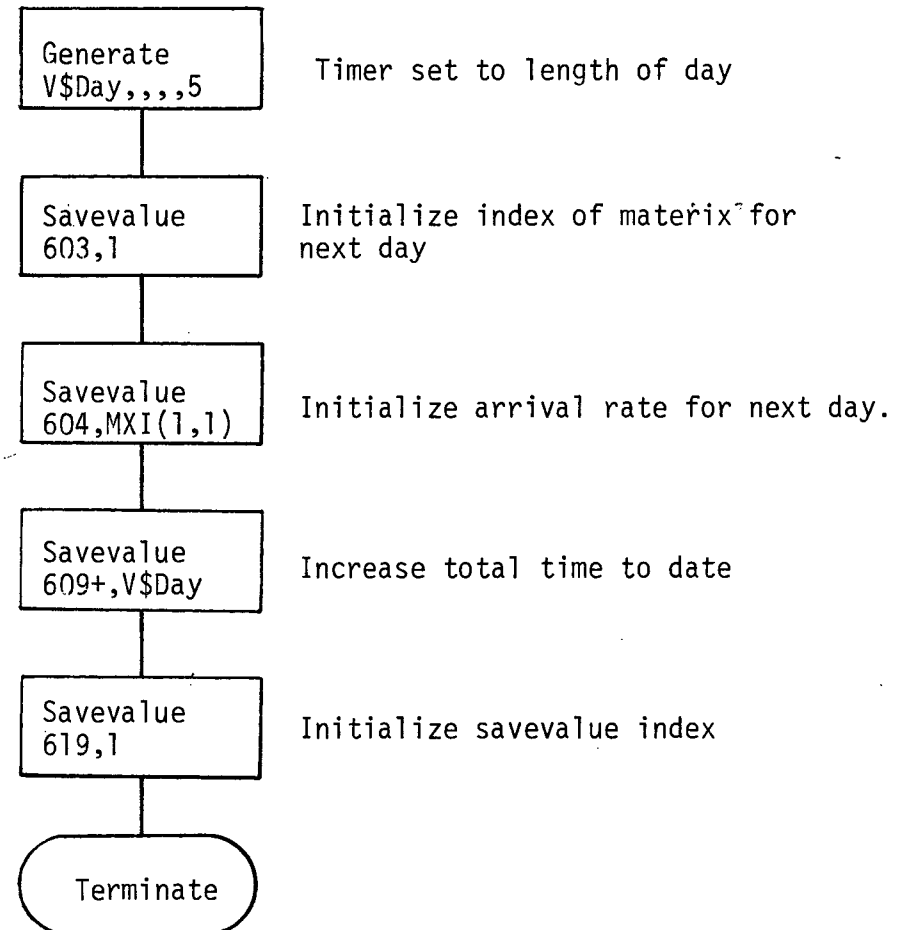 Generate
V$Day,,,,5
Timer set to length of day
Savevalue
603,1
Initialize index of materix for
next day
Savevalue
604,MX1(1,1)
Initialize arrival rate for next day.
Savevalue
609+,V$Day
Increase total time to date
Savevalue
619,1
Initialize savevalue index
Terminate